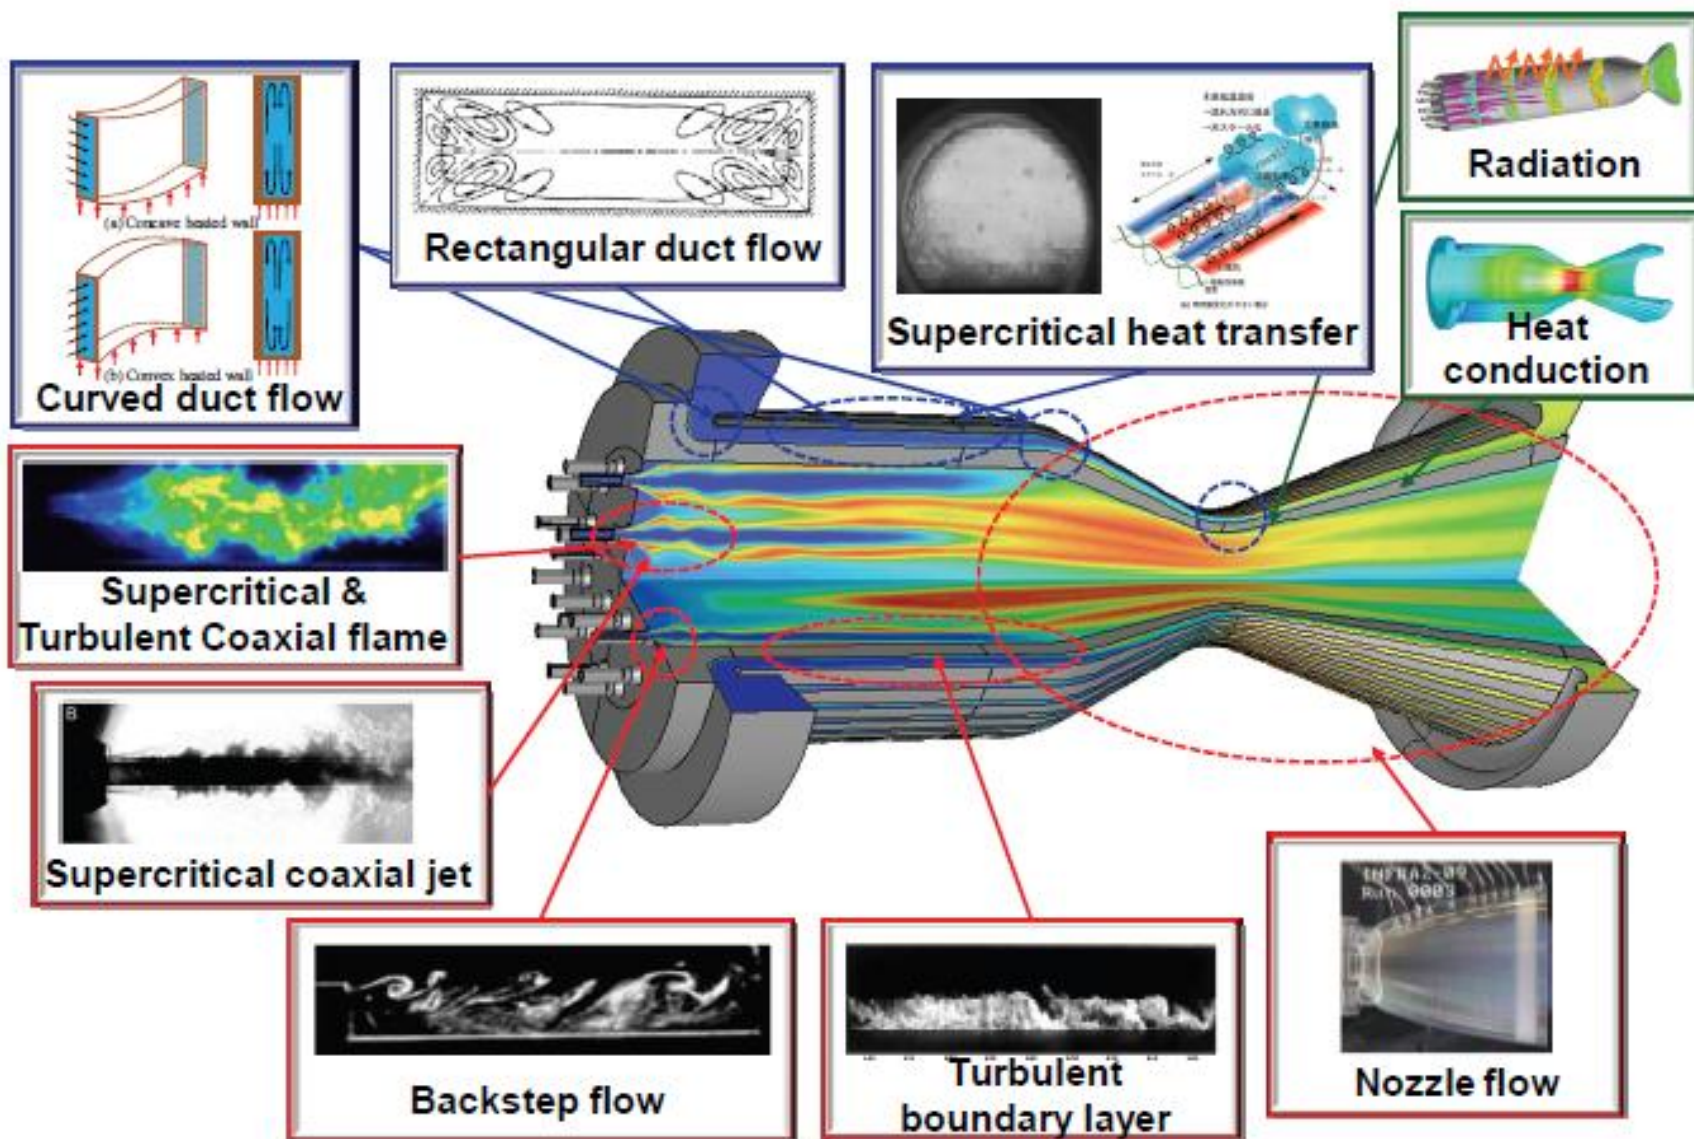 (a) Concave heated wall
(b) Convex heated wall
Curved duct flow
Rectangular duct flow
Supercritical heat transfer
Radiation
Heat
conduction
Supercritical &
Turbulent Coaxial flame
B
Supercritical coaxial jet
Backstep flow
Turbulent
boundary layer
Run 0003
Nozzle flow